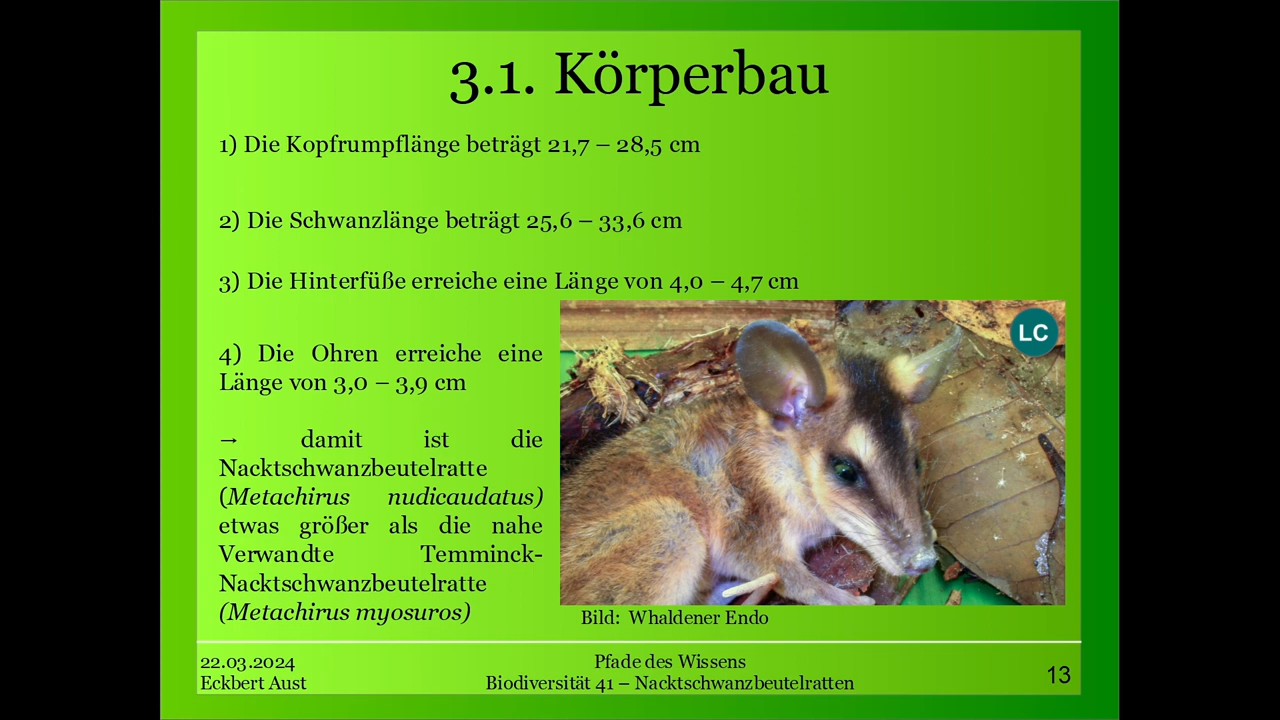 3.1. Körperbau
1) Die Kopfrumpflänge beträgt 21,7 – 28,5 cm
2) Die Schwanzlänge beträgt 25,6 – 33,6 cm
3) Die Hinterfüße erreiche eine Länge von 4,0 – 4,7 cm
LC
4) Die Ohren erreiche eine
Länge von 3,0 – 3,9 cm
→ damit ist die
Nacktschwanzbeutelratte
(Metachirus nudicaudatus)
etwas größer als die nahe
Verwandte Temminck-
Nacktschwanzbeutelratte
(Metachirus myosuros)
Bild: Whaldener Endo
22.03.2024
Eckbert Aust
Pfade des Wissens
Biodiversität 41 – Nacktschwanzbeutelratten
13